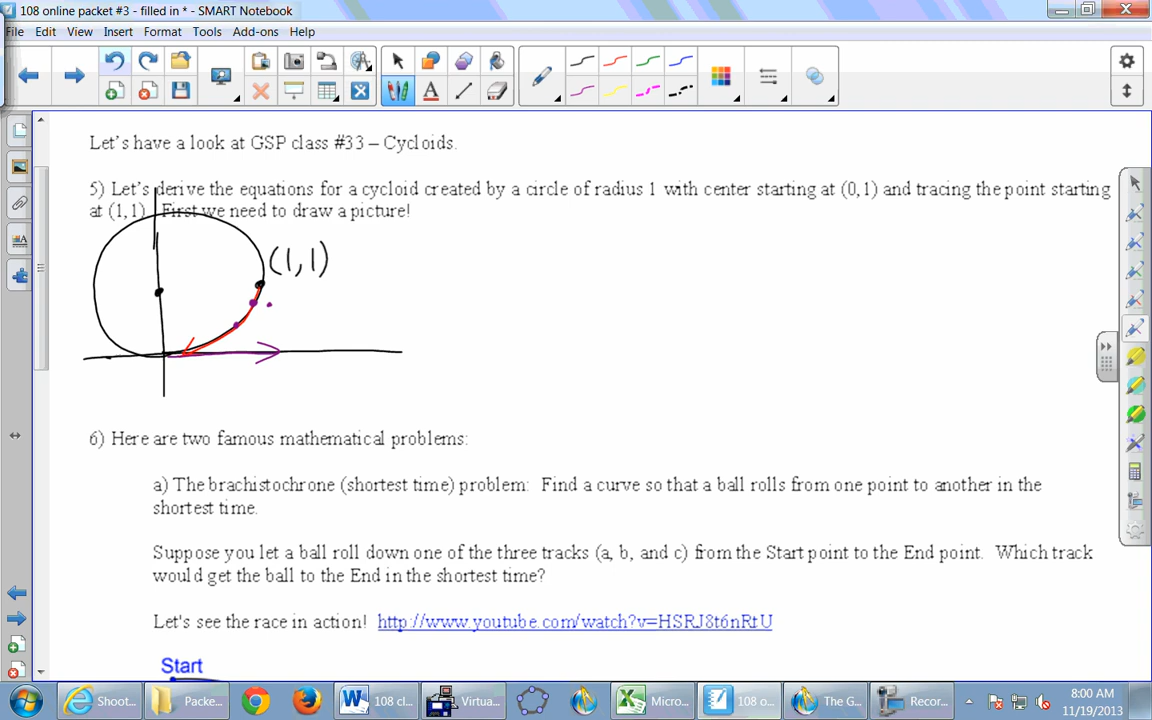 108 online packet #3 - filled in * - SMART Notebook
File Edit View Insert Format Tools Add-ons Help
Let's have a look at GSP class #33 – Cycloids.
5) Let's derive the equations for a cycloid created by a circle of radius 1 with center starting at (0,1) and tracing the point starting
at (1,1). First we need to draw a picture!
(1,1)
6) Here are two famous mathematical problems:
a) The brachistochrone (shortest time) problem: Find a curve so that a ball rolls from one point to another in the
shortest time.
Suppose you let a ball roll down one of the three tracks (a, b, and c) from the Start point to the End point. Which track
would get the ball to the End in the shortest time?
Let's see the race in action! http://www.youtube.com/watch?v=HSRJ8t6nRtU
Start
Shoot... Packe... 108 cl... Virtua... Micro... 108 o... The G... Recor... 8:00 AM
11/19/2013